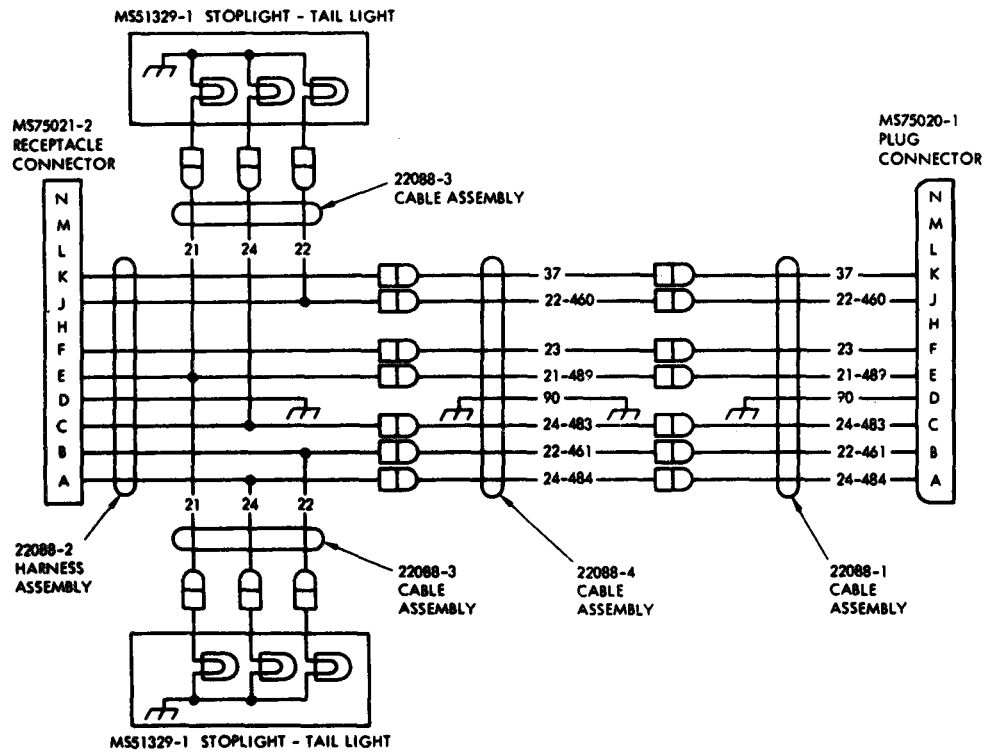 MS51329-1 STOPLIGHT - TAIL LIGHT
MS75021-2
RECEPTACLE
CONNECTOR
MS75020-1
PLUG
CONNECTOR
22088-3
CABLE ASSEMBLY
N
M
L
K
J
H
F
E
D
C
B
A
21 24 22
37
22-460
23
21-489
90
24-483
22-461
24-484
37
22-460
23
21-489
90
24-483
22-461
24-484
N
M
L
K
J
H
F
E
D
C
B
A
21 24 22
22088-2
HARNESS
ASSEMBLY
22088-3
CABLE
ASSEMBLY
22088-4
CABLE
ASSEMBLY
22088-1
CABLE
ASSEMBLY
MS51329-1 STOPLIGHT - TAIL LIGHT